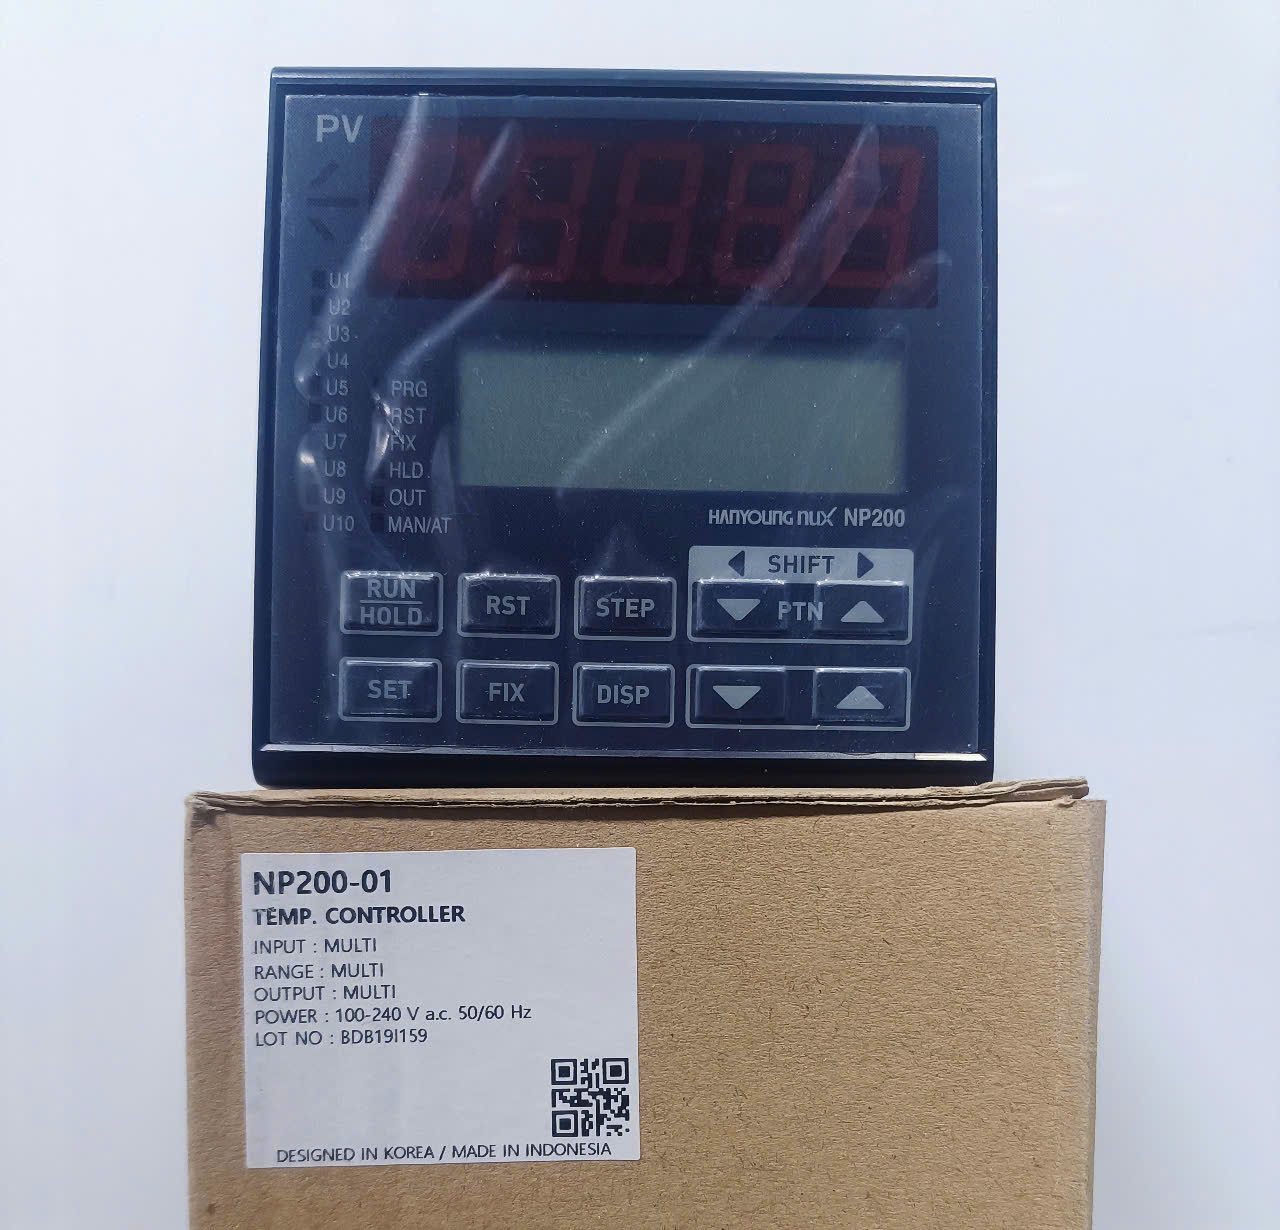 PV
U1
U2
U3
U4
U5 PRG
U6 RST
U7 FIX
U8 HLD
U9 OUT
U10 MAN/AT
HANYOUNG NUX NP200
SHIFT
RUN RST STEP PTN
HOLD
SET FIX DISP
NP200-01
TEMP. CONTROLLER
INPUT : MULTI
RANGE : MULTI
OUTPUT : MULTI
POWER : 100-240 V a.c. 50/60 Hz
LOT NO : BDB19I159
DESIGNED IN KOREA / MADE IN INDONESIA